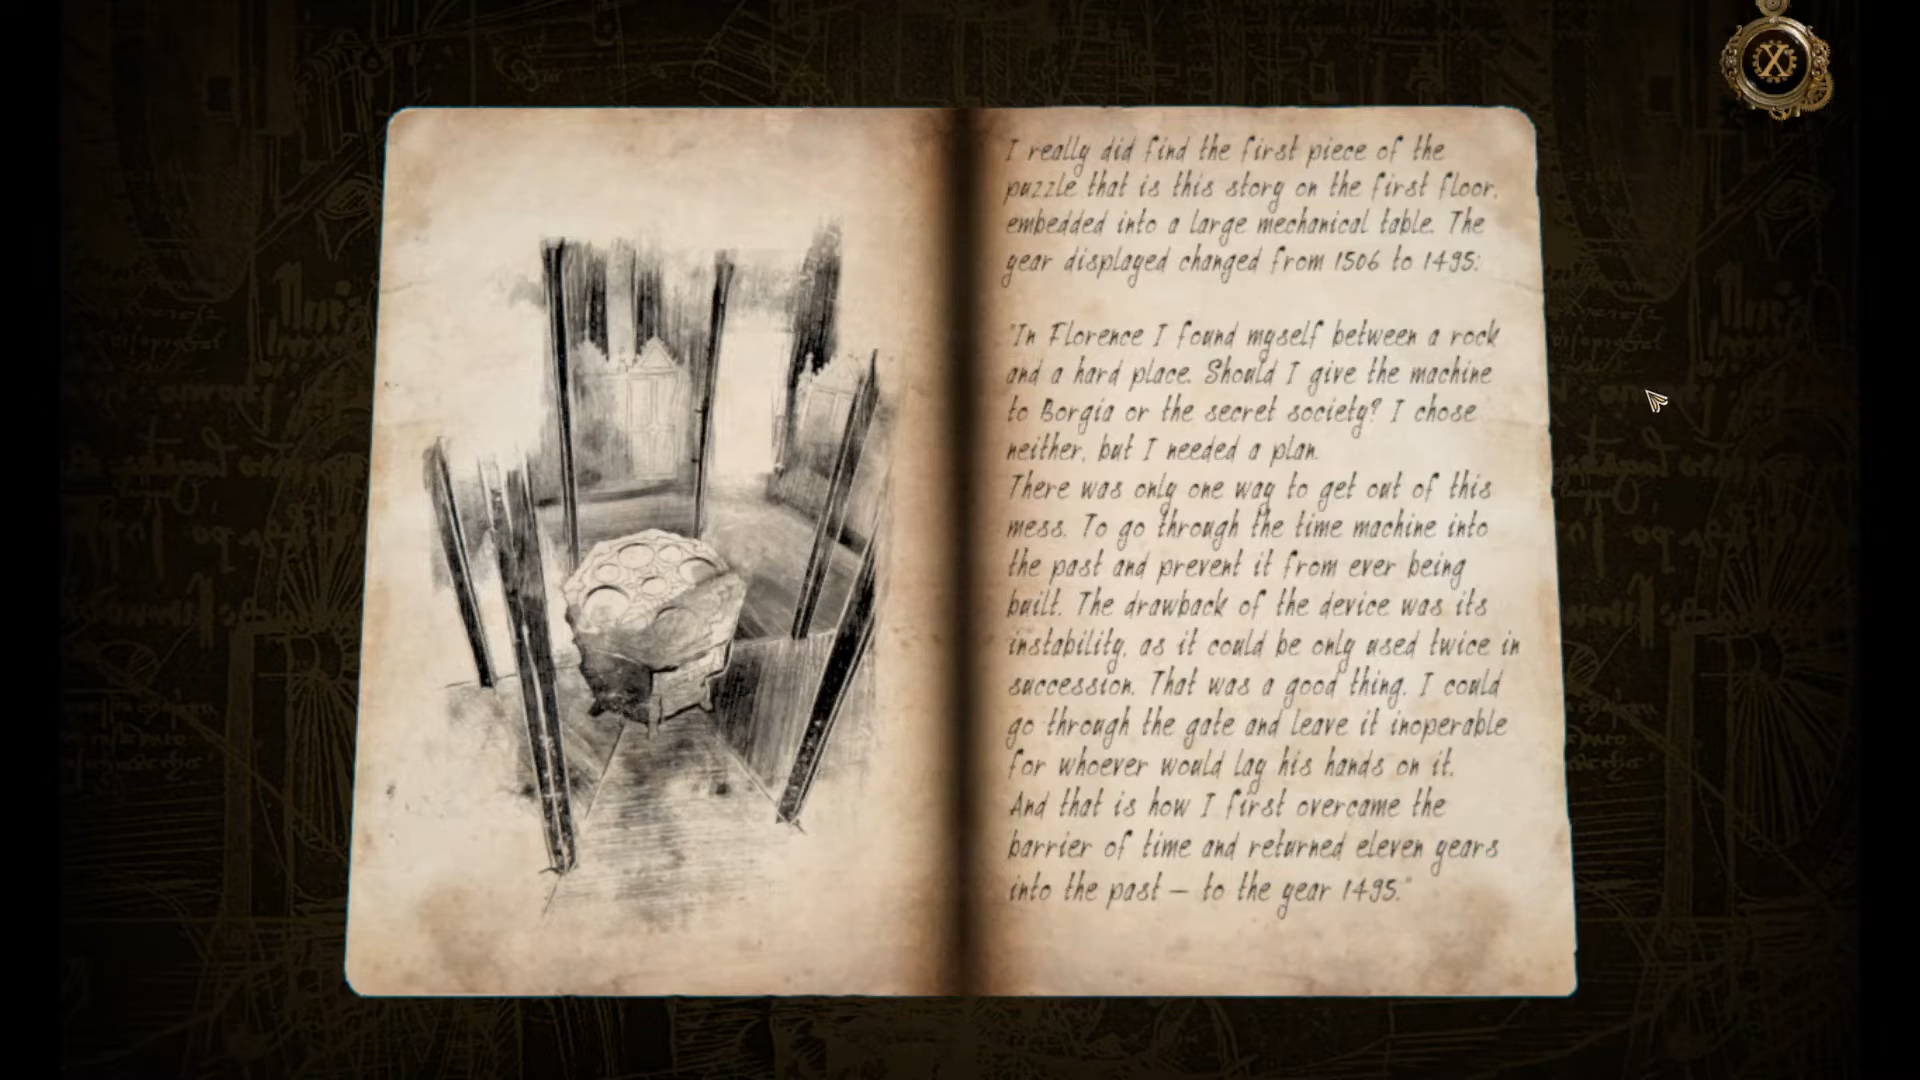 X
I really did find the first piece of the
puzzle that is this story on the first floor,
embedded into a large mechanical table. The
year displayed changed from 1506 to 1495:
"In Florence I found myself between a rock
and a hard place. Should I give the machine
to Borgia or the secret society? I chose
neither, but I needed a plan.
There was only one way to get out of this
mess. To go through the time machine into
the past and prevent it from ever being
built. The drawback of the device was its
instability, as it could be only used twice in
succession. That was a good thing. I could
go through the gate and leave it inoperable
for whoever would lay his hands on it.
And that is how I first overcame the
barrier of time and returned eleven years
into the past – to the year 1495."